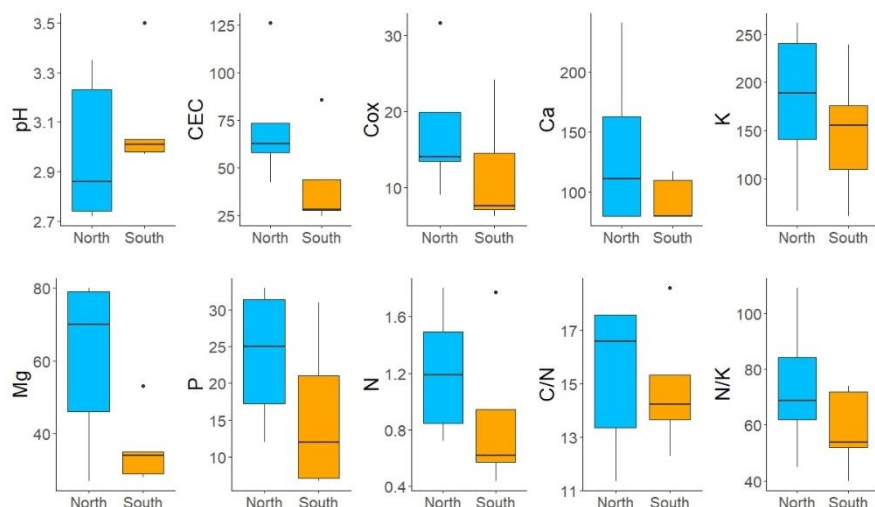 pH
3.5
3.3
3.1
2.9
2.7
North South
CEC
125
100
75
50
25
North South
Cox
30
20
10
North South
Ca
200
150
100
North South
K
250
200
150
100
North South
Mg
80
60
40
North South
P
30
25
20
15
10
North South
N
1.6
1.2
0.8
0.4
North South
C/N
17
15
13
11
North South
N/K
100
80
60
40
North South